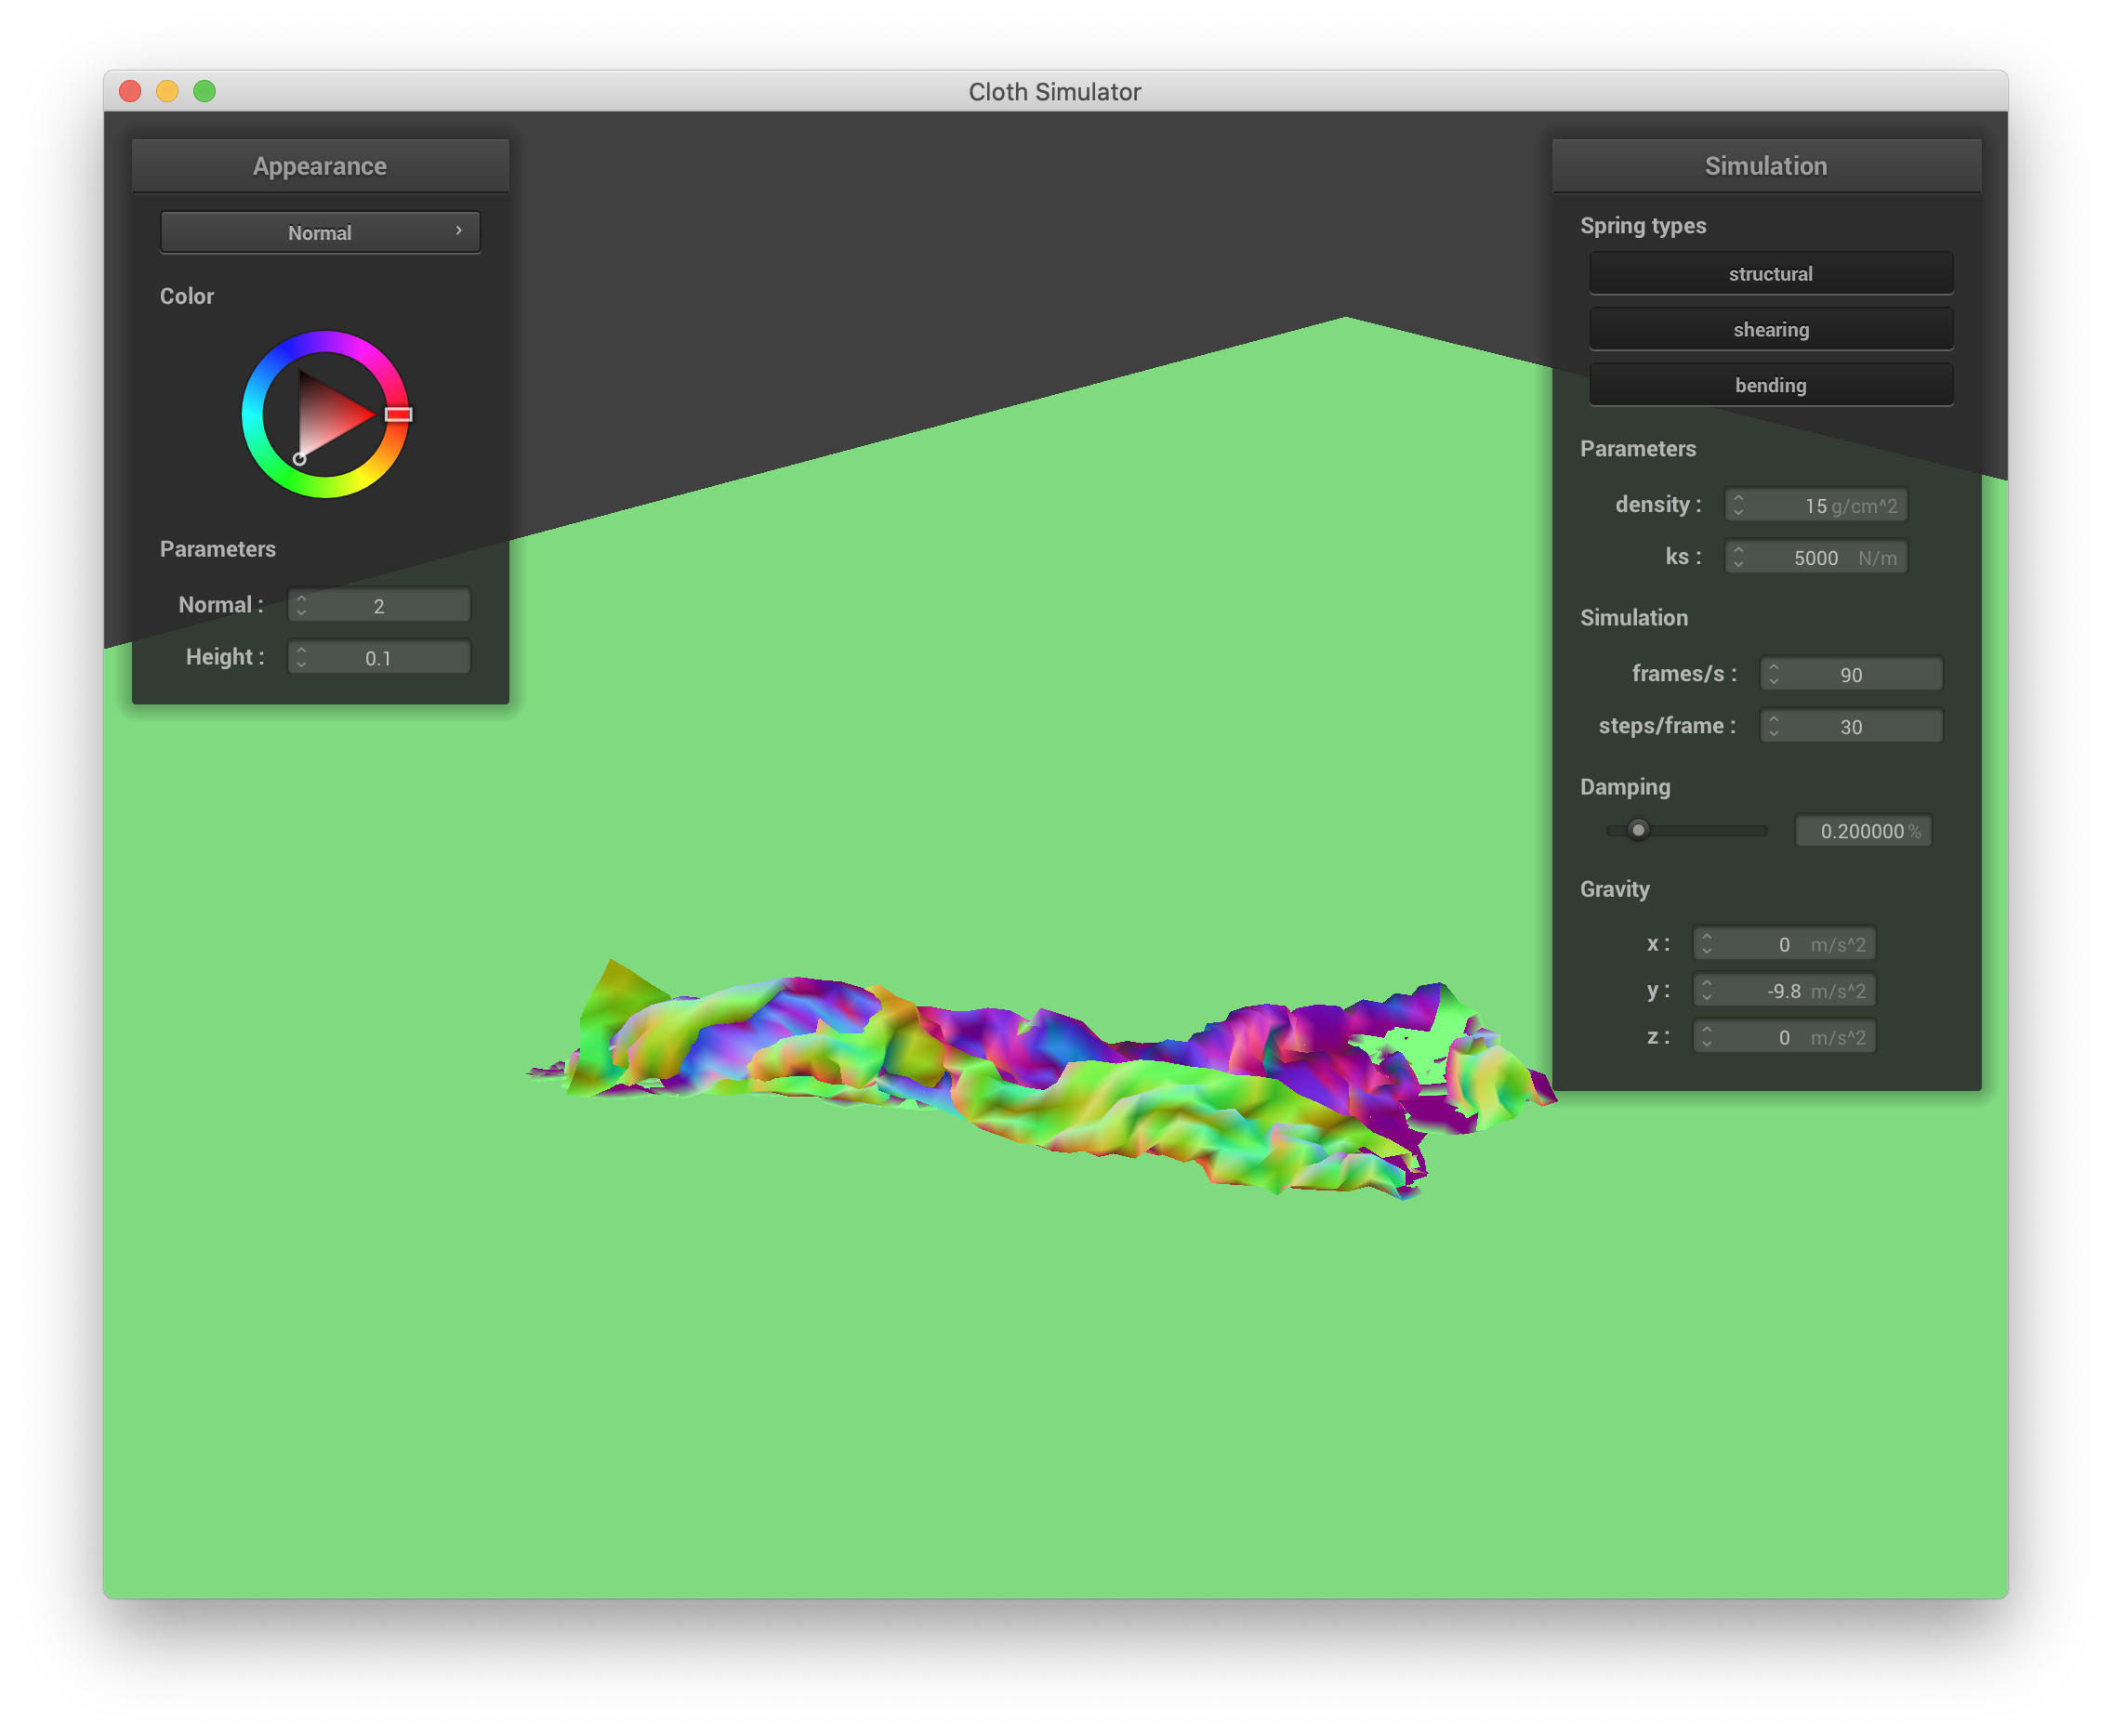 Cloth Simulator
Appearance
Normal
Color
Parameters
Normal : 2
Height : 0.1
Simulation
Spring types
structural
shearing
bending
Parameters
density : 15 g/cm^2
ks : 5000 N/m
Simulation
frames/s : 90
steps/frame : 30
Damping
0.200000 %
Gravity
x : 0 m/s^2
y : -9.8 m/s^2
z : 0 m/s^2